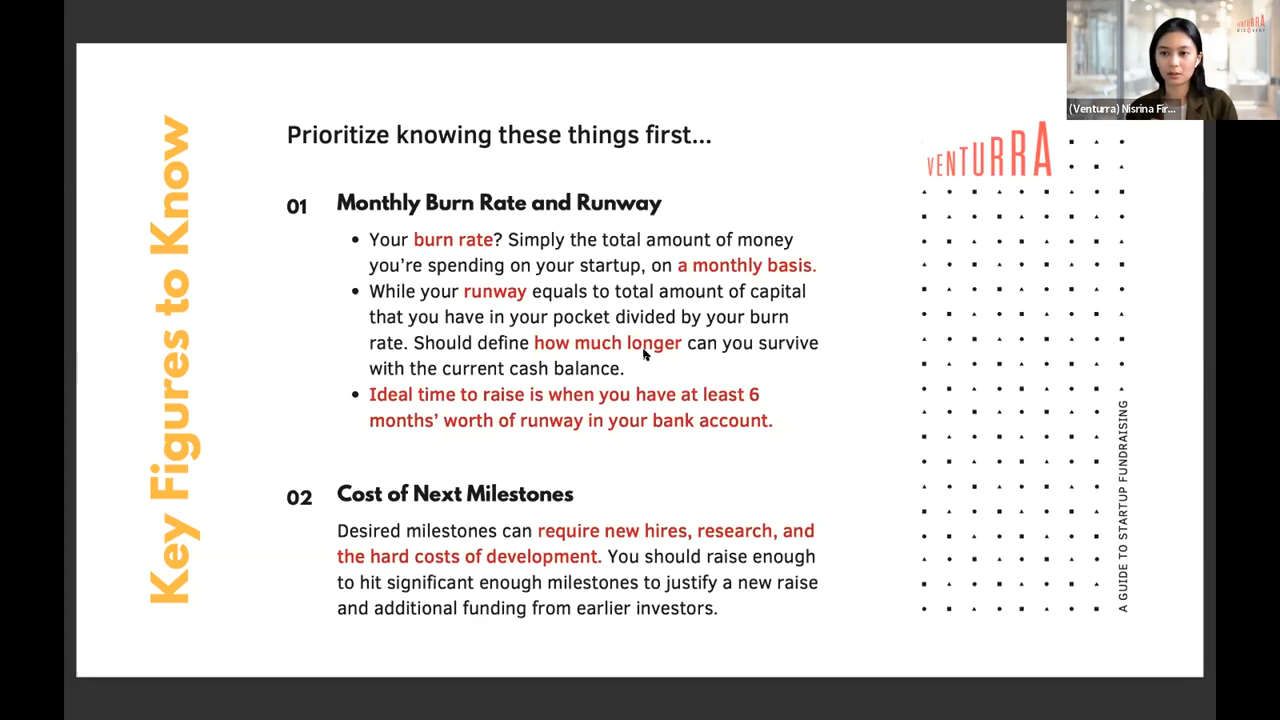 Key Figures to Know
Prioritize knowing these things first...
01
Monthly Burn Rate and Runway
• Your burn rate? Simply the total amount of money
you're spending on your startup, on a monthly basis.
• While your runway equals to total amount of capital
that you have in your pocket divided by your burn
rate. Should define how much longer can you survive
with the current cash balance.
• Ideal time to raise is when you have at least 6
months' worth of runway in your bank account.
02
Cost of Next Milestones
Desired milestones can require new hires, research, and
the hard costs of development. You should raise enough
to hit significant enough milestones to justify a new raise
and additional funding from earlier investors.
VENTURRA
A GUIDE TO STARTUP FUNDRAISING
VENTURRA
(Venturra) Nisrina Fir...